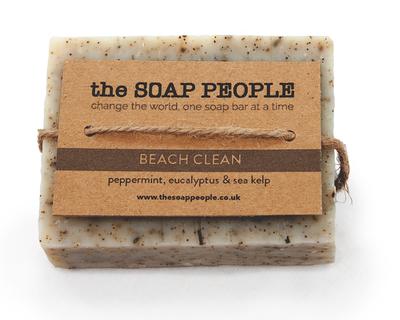 the SOAP PEOPLE
change the world, one soap bar at a time
BEACH CLEAN
peppermint, eucalyptus & sea kelp
www.thesoappeople.co.uk